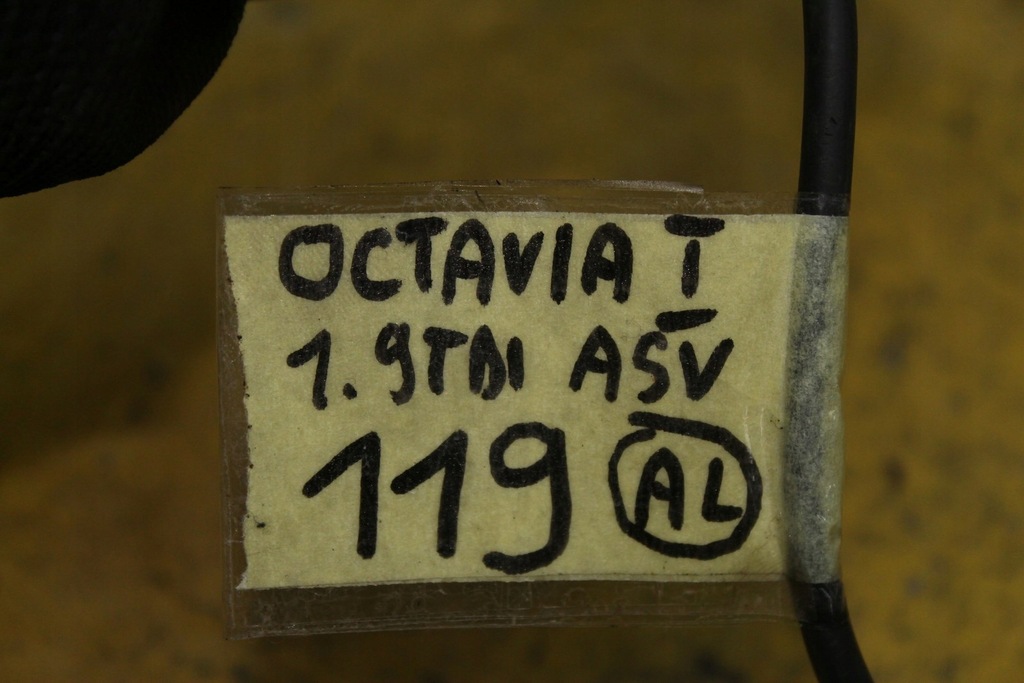 OCTAVIA I
1.9TDI ASV
119 AL